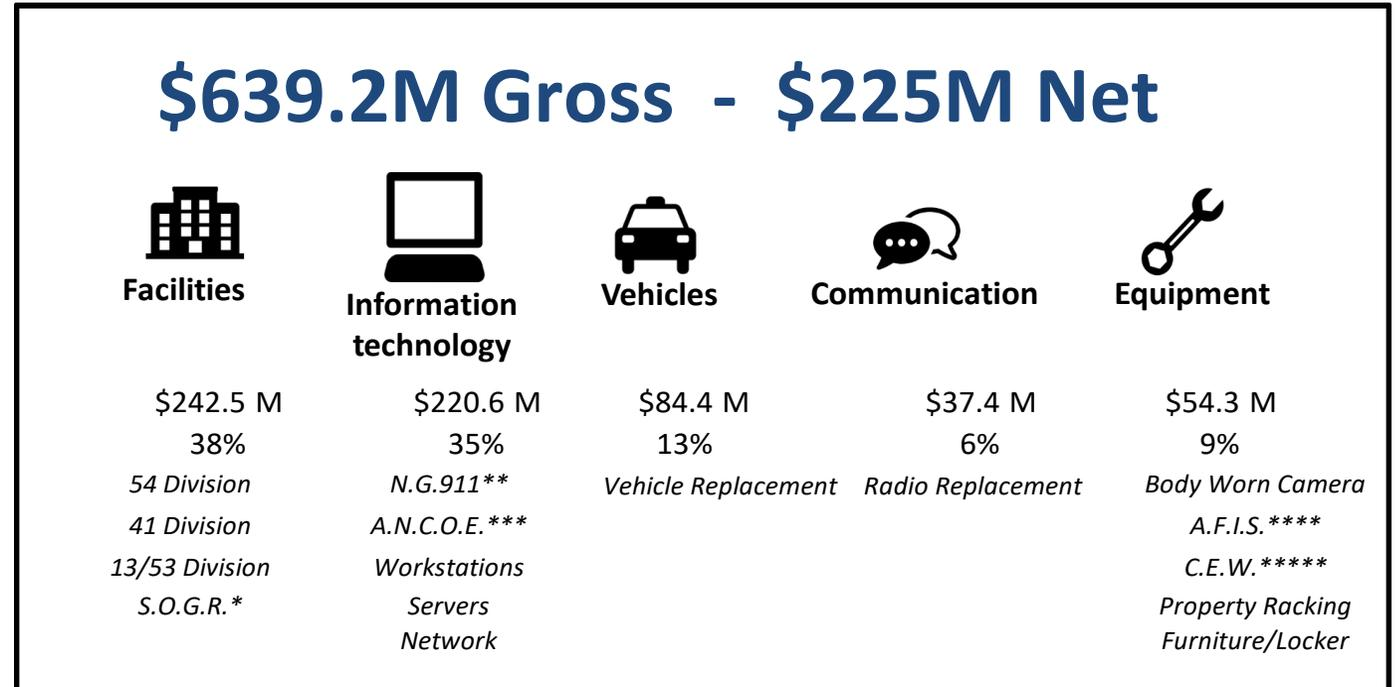 $639.2M Gross - $225M Net
Facilities
Information
technology
Vehicles
Communication
Equipment
$242.5 M $220.6 M $84.4 M $37.4 M $54.3 M
38% 35% 13% 6% 9%
54 Division N.G.911** Vehicle Replacement Radio Replacement Body Worn Camera
41 Division A.N.C.O.E.*** A.F.I.S.****
13/53 Division Workstations C.E.W.*****
S.O.G.R.* Servers Property Racking
Network Furniture/Locker